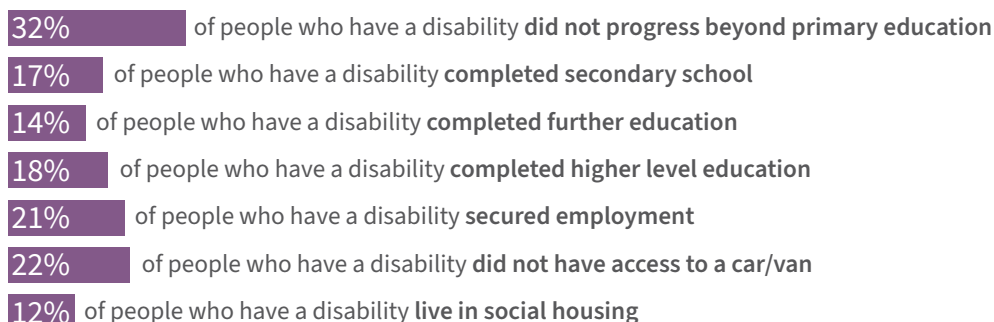 32% of people who have a disability did not progress beyond primary education
17% of people who have a disability completed secondary school
14% of people who have a disability completed further education
18% of people who have a disability completed higher level education
21% of people who have a disability secured employment
22% of people who have a disability did not have access to a car/van
12% of people who have a disability live in social housing